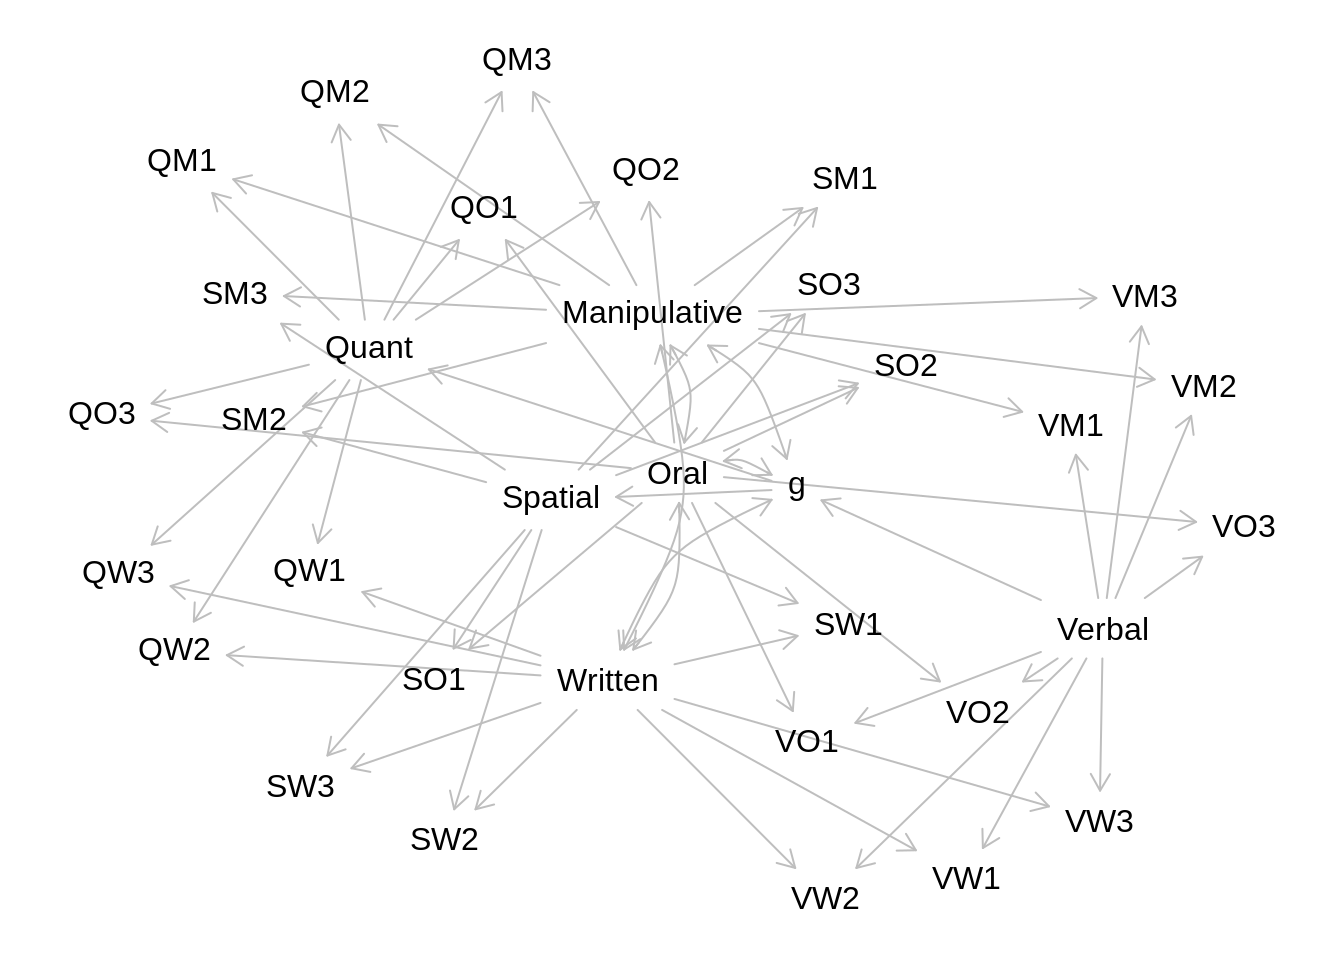 QM3
QM2
QM1
QO2
SM1
QO1
SO3
SM3
VM3
Manipulative
Quant
SO2
VM2
QO3
SM2
VM1
Oral
g
Spatial
VO3
QW3
QW1
SW1
Verbal
QW2
SO1
Written
VO2
VO1
SW3
VW3
SW2
VW1
VW2